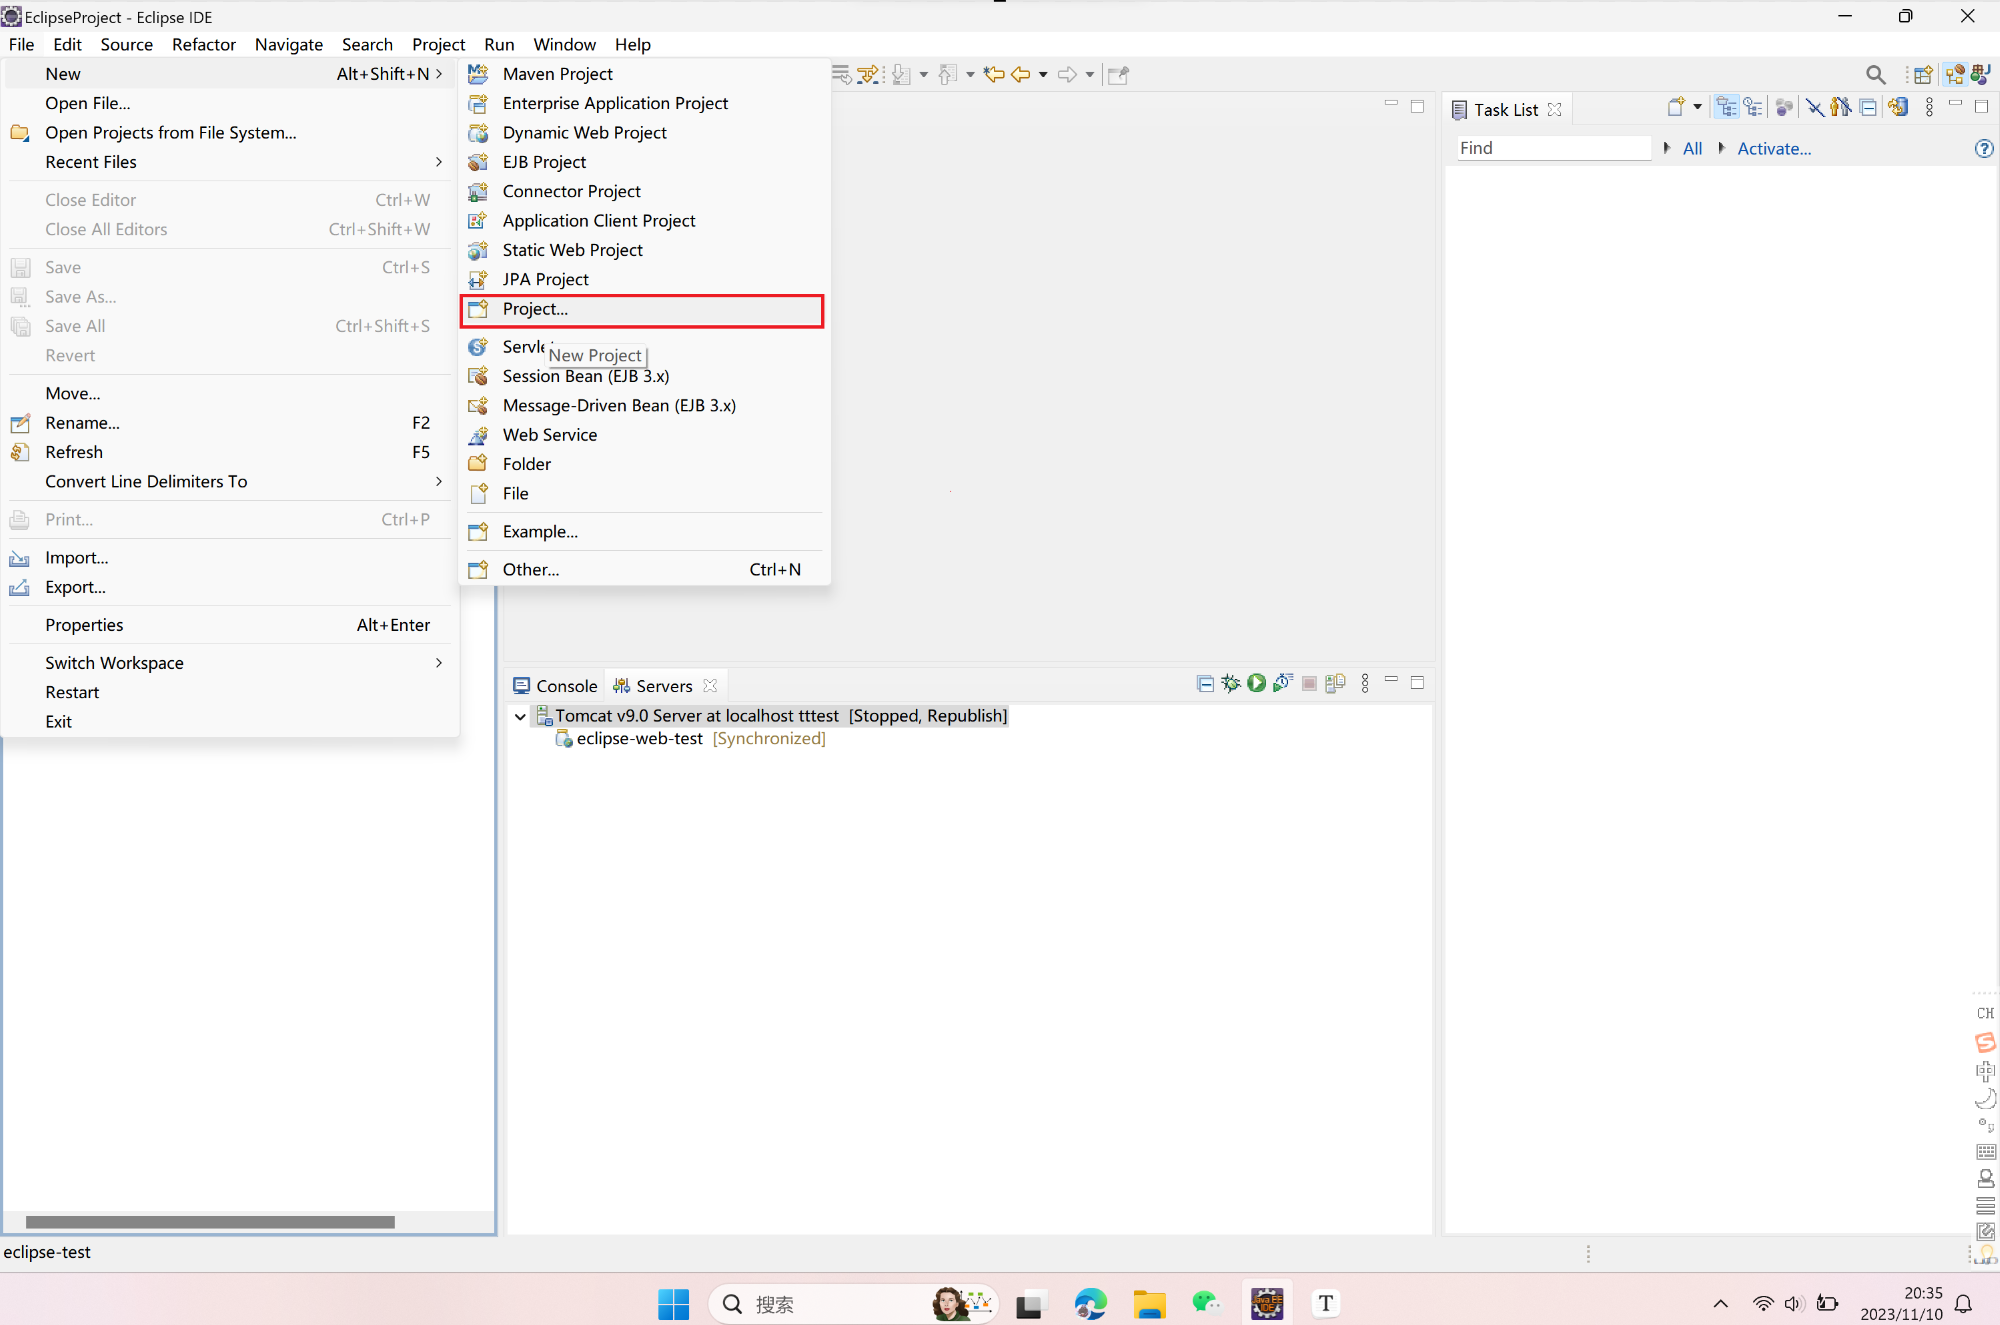 EclipseProject - Eclipse IDE
File Edit Source Refactor Navigate Search Project Run Window Help
New Alt+Shift+N
Open File...
Open Projects from File System...
Recent Files
Close Editor Ctrl+W
Close All Editors Ctrl+Shift+W
Save Ctrl+S
Save As...
Save All Ctrl+Shift+S
Revert
Move...
Rename... F2
Refresh F5
Convert Line Delimiters To
Print... Ctrl+P
Import...
Export...
Properties Alt+Enter
Switch Workspace
Restart
Exit
Maven Project
Enterprise Application Project
Dynamic Web Project
EJB Project
Connector Project
Application Client Project
Static Web Project
JPA Project
Project...
New Project
Session Bean (EJB 3.x)
Message-Driven Bean (EJB 3.x)
Web Service
Folder
File
Example...
Other... Ctrl+N
Task List
Find All Activate...
Console Servers
Tomcat v9.0 Server at localhost tttest [Stopped, Republish]
eclipse-web-test [Synchronized]
CH
中
eclipse-test
搜索
Java EE
IDE
T
20:35
2023/11/10